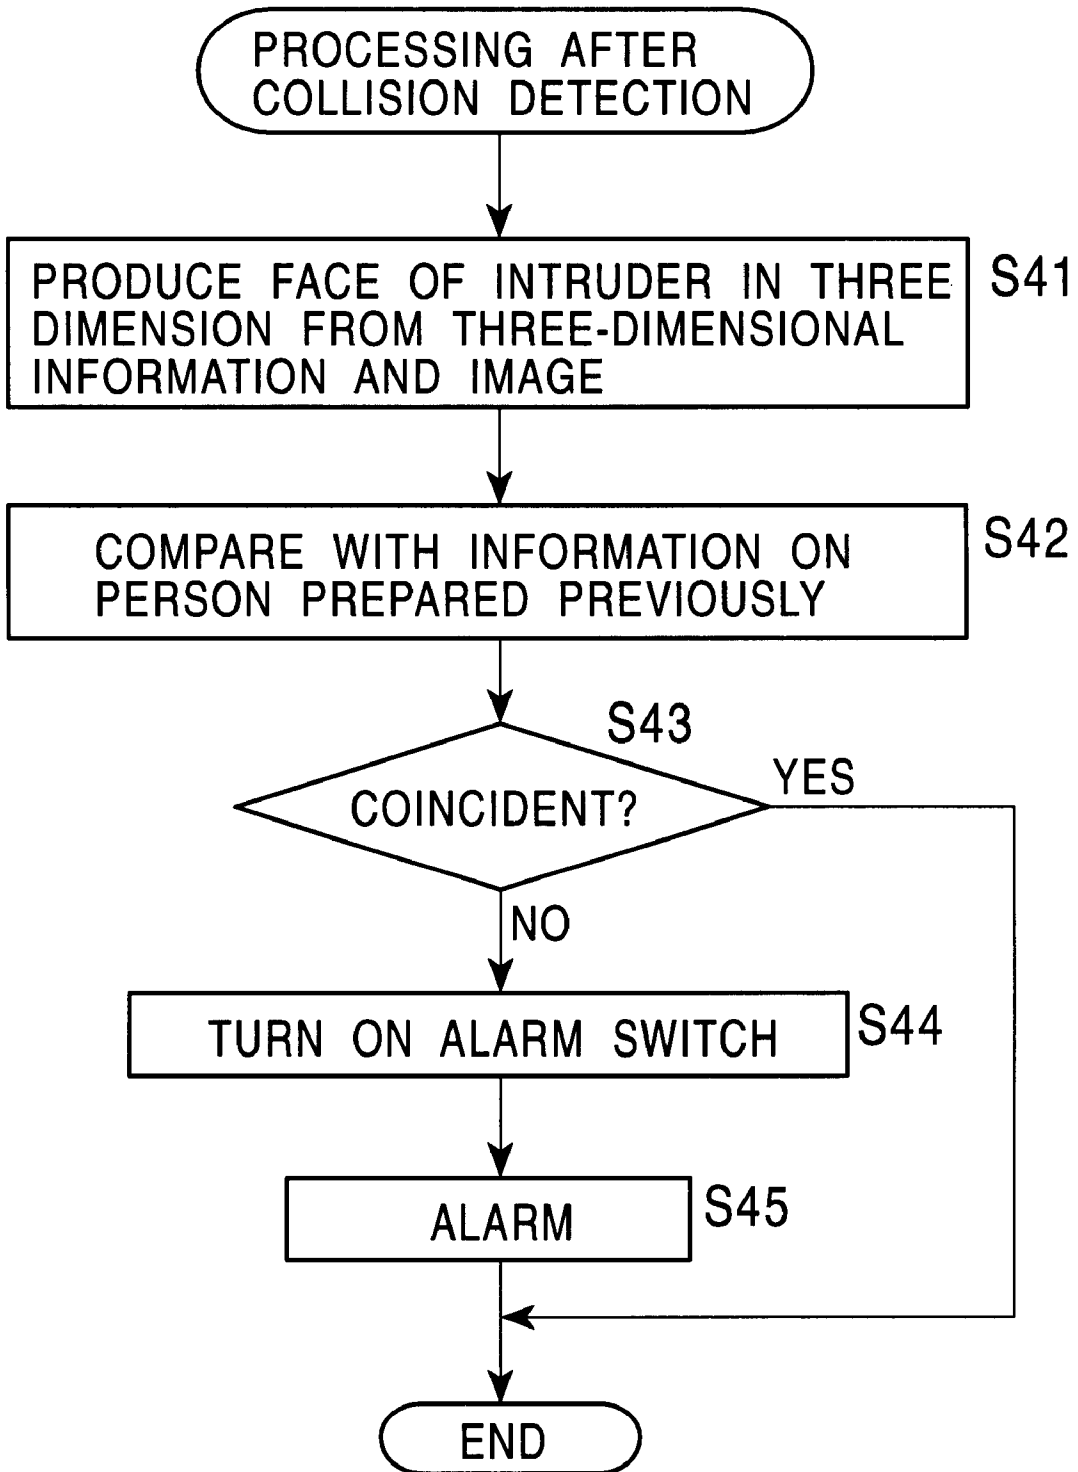 PROCESSING AFTER
COLLISION DETECTION
PRODUCE FACE OF INTRUDER IN THREE
DIMENSION FROM THREE-DIMENSIONAL
INFORMATION AND IMAGE
S41
COMPARE WITH INFORMATION ON
PERSON PREPARED PREVIOUSLY
S42
S43
COINCIDENT?
YES
NO
TURN ON ALARM SWITCH
S44
ALARM
S45
END